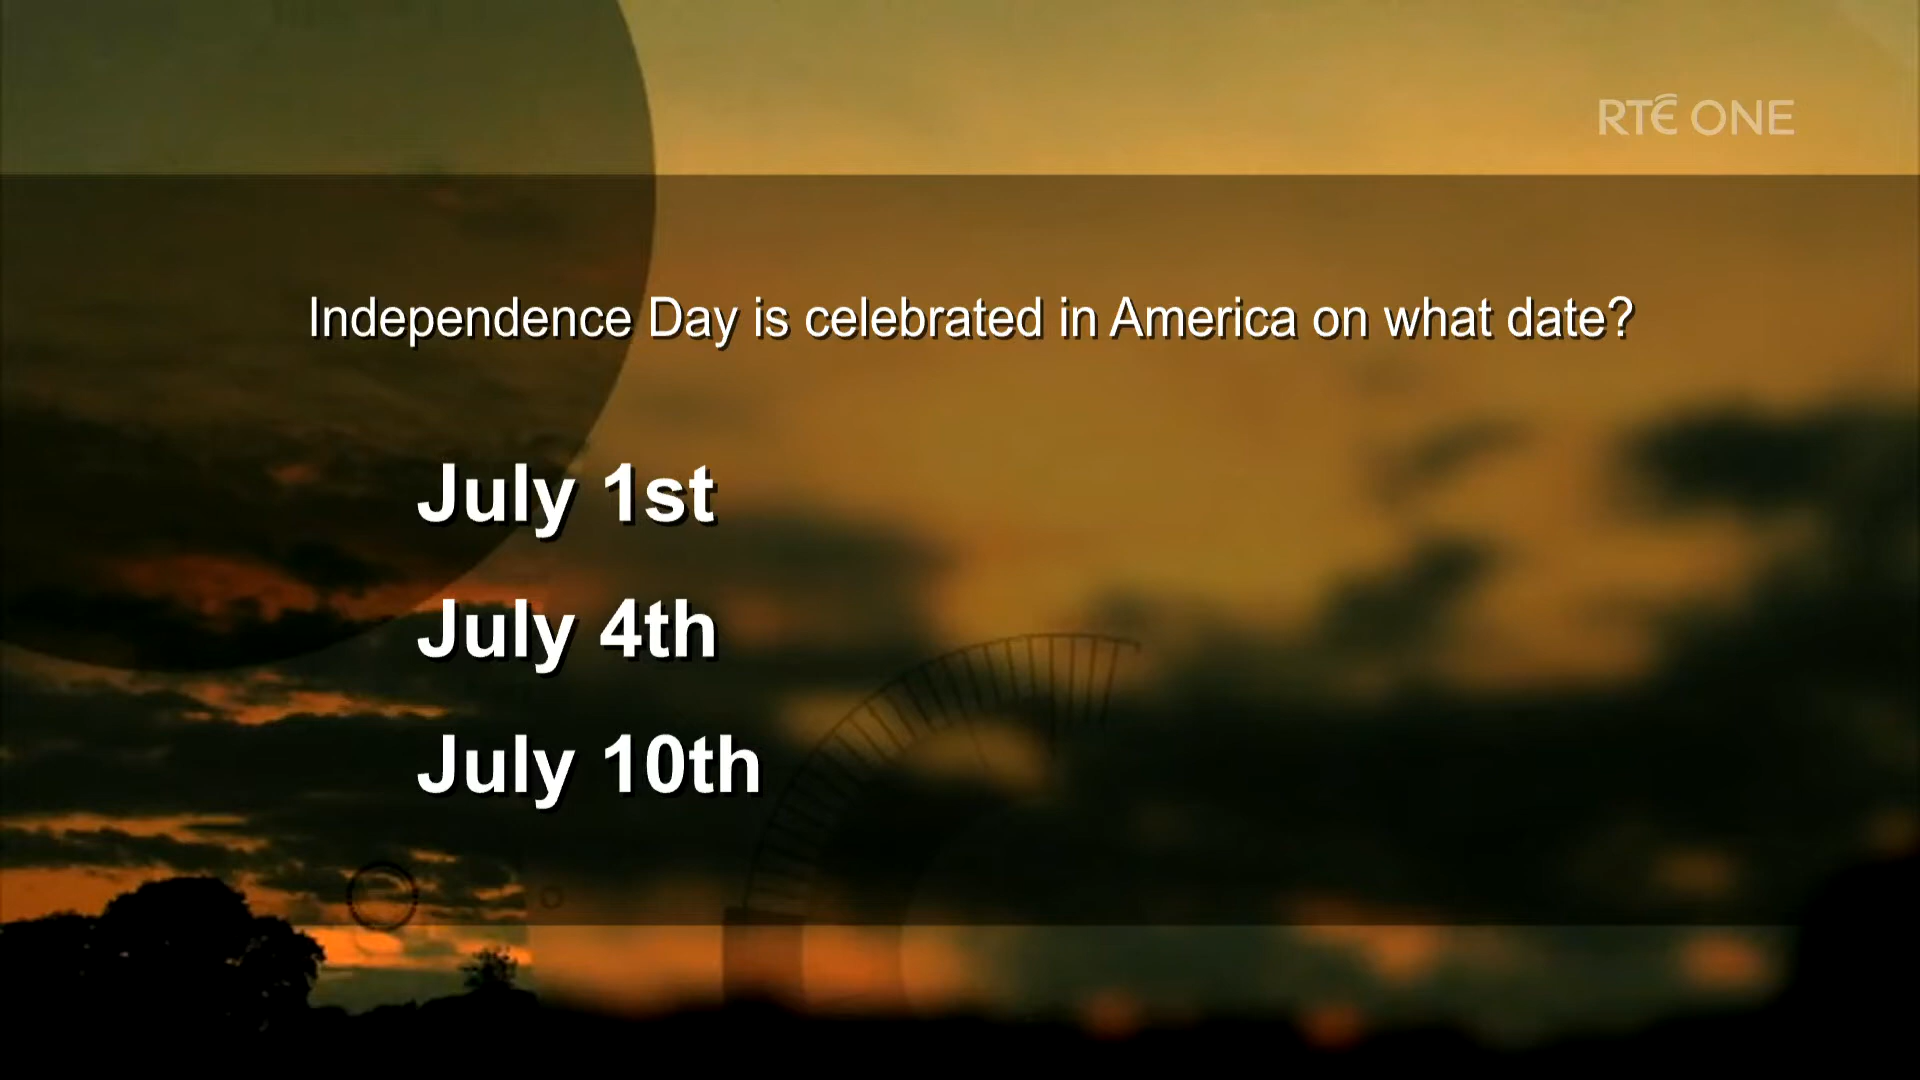 RTÉ ONE
Independence Day is celebrated in America on what date?
July 1st
July 4th
July 10th